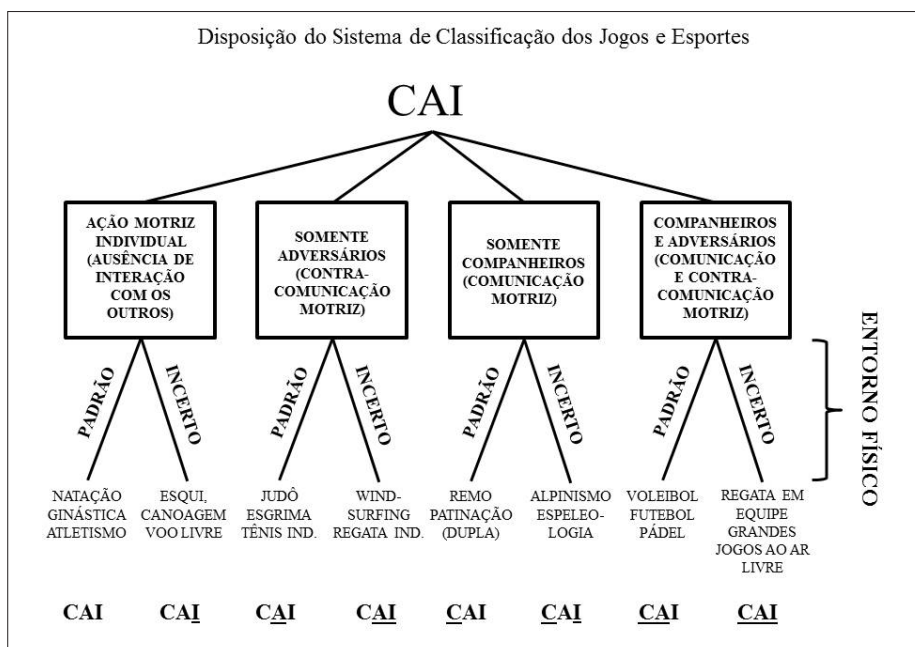 Disposição do Sistema de Classificação dos Jogos e Esportes
CAI
AÇÃO MOTRIZ
INDIVIDUAL
(AUSÊNCIA DE
INTERAÇÃO
COM OS
OUTROS)
SOMENTE
ADVERSÁRIOS
(CONTRA-
COMUNICAÇÃO
MOTRIZ)
SOMENTE
COMPANHEIROS
(COMUNICAÇÃO
MOTRIZ)
COMPANHEIROS
E ADVERSÁRIOS
(COMUNICAÇÃO
E CONTRA-
COMUNICAÇÃO
MOTRIZ)
PADRÃO
INCERTO
PADRÃO
INCERTO
PADRÃO
INCERTO
PADRÃO
INCERTO
ENTORNO FÍSICO
NATAÇÃO
GINÁSTICA
ATLETISMO
ESQUI,
CANOAGEM
VOO LIVRE
JUDÔ
ESGRIMA
TÊNIS IND.
WIND-
SURFING
REGATA IND.
REMO
PATINAÇÃO
(DUPLA)
ALPINISMO
ESPELEO-
LOGIA
VOLEIBOL
FUTEBOL
PÁDEL
REGATA EM
EQUIPE
GRANDES
JOGOS AO AR
LIVRE
CAI
CAI
CAI
CAI
CAI
CAI
CAI
CAI